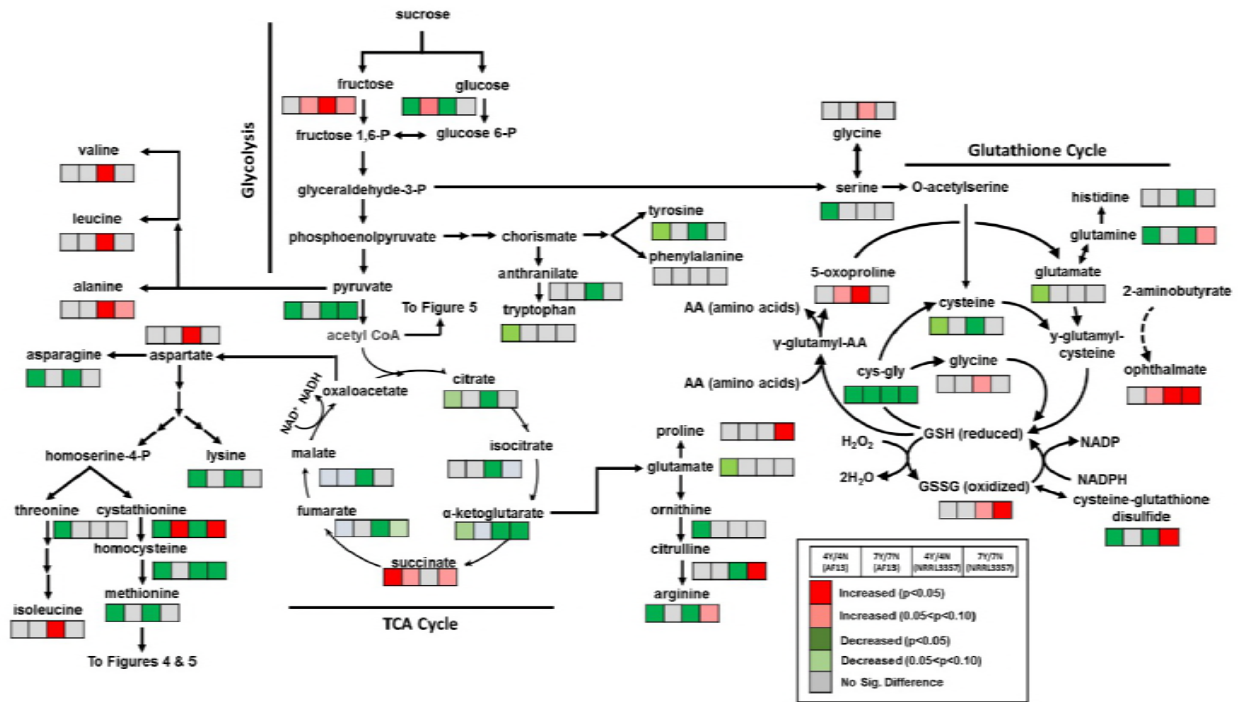 sucrose
Glycolysis
fructose
glucose
fructose 1,6-P
glucose 6-P
glyceraldehyde-3-P
phosphoenolpyruvate
chorismate
tyrosine
phenylalanine
anthranilate
tryptophan
pyruvate
To Figure 5
acetyl CoA
valine
leucine
alanine
asparagine
aspartate
oxaloacetate
NAD⁺ NADH
citrate
isocitrate
malate
fumarate
α-ketoglutarate
succinate
TCA Cycle
homoserine-4-P
lysine
threonine
cystathionine
homocysteine
methionine
isoleucine
To Figures 4 & 5
proline
glutamate
ornithine
citrulline
arginine
glycine
serine
O-acetylserine
Glutathione Cycle
histidine
glutamine
glutamate
5-oxoproline
cysteine
2-aminobutyrate
AA (amino acids)
γ-glutamyl-AA
γ-glutamyl-
cysteine
AA (amino acids)
cys-gly
glycine
ophthalmate
H₂O₂
GSH (reduced)
NADP
2H₂O
GSSG (oxidized)
NADPH
cysteine-glutathione
disulfide
4Y/4N
(AF13)
7Y/7N
(AF13)
4Y/4N
(NRRL3357)
7Y/7N
(NRRL3357)
Increased (p<0.05)
Increased (0.05<p<0.10)
Decreased (p<0.05)
Decreased (0.05<p<0.10)
No Sig. Difference